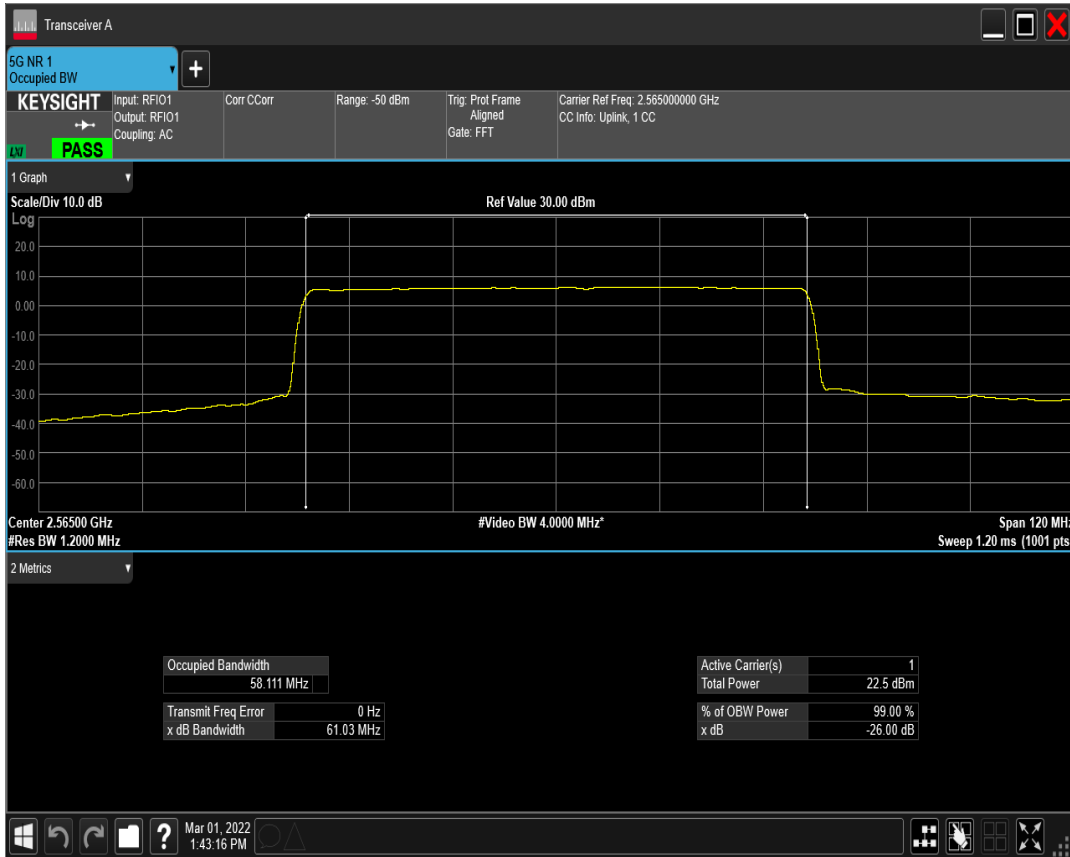 Transceiver A
5G NR 1
Occupied BW
+
KEYSIGHT
LXI
PASS
Input: RFIO1
Output: RFIO1
Coupling: AC
Corr CCorr
Range: -50 dBm
Trig: Prot Frame
Aligned
Gate: FFT
Carrier Ref Freq: 2.565000000 GHz
CC Info: Uplink, 1 CC
1 Graph
Scale/Div 10.0 dB
Ref Value 30.00 dBm
Log
20.0
10.0
0.00
-10.0
-20.0
-30.0
-40.0
-50.0
-60.0
Center 2.56500 GHz
#Video BW 4.0000 MHz*
Span 120 MHz
#Res BW 1.2000 MHz
Sweep 1.20 ms (1001 pts
2 Metrics
Occupied Bandwidth
58.111 MHz
Transmit Freq Error 0 Hz
x dB Bandwidth 61.03 MHz
Active Carrier(s) 1
Total Power 22.5 dBm
% of OBW Power 99.00 %
x dB -26.00 dB
?
Mar 01, 2022
1:43:16 PM